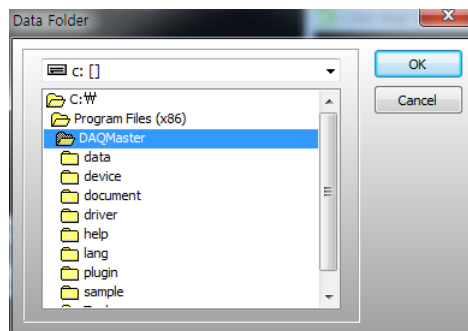 Data Folder
c: []
OK
C:₩
Cancel
Program Files (x86)
DAQMaster
data
device
document
driver
help
lang
plugin
sample